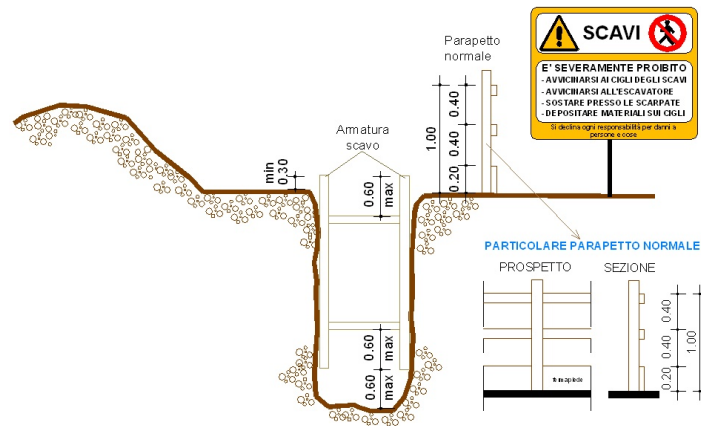 SCAVI
E' SEVERAMENTE PROIBITO
- AVVICINARSI AI CIGLI DEGLI SCAVI
- AVVICINARSI ALL'ESCAVATORE
- SOSTARE PRESSO LE SCARPATE
- DEPOSITARE MATERIALI SUI CIGLI
Si declina ogni responsabilità per danni a
persone e cose
Parapetto
normale
1.00
0.40
0.40
0.20
Armatura
scavo
min
0,30
0.60
max
0.60
max
0.60
max
PARTICOLARE PARAPETTO NORMALE
PROSPETTO
SEZIONE
fermapiede
0.40
0.40
0.20
1.00